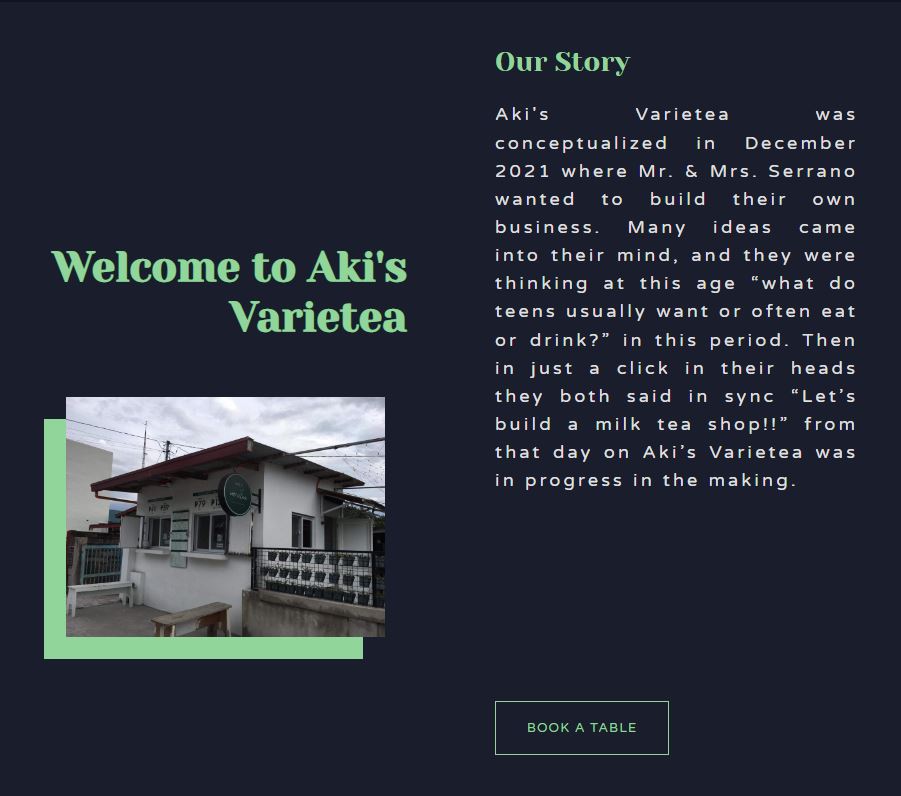 Welcome to Aki's
Varietea
₱79
Our Story
Aki's Varietea was
conceptualized in December
2021 where Mr. & Mrs. Serrano
wanted to build their own
business. Many ideas came
into their mind, and they were
thinking at this age “what do
teens usually want or often eat
or drink?” in this period. Then
in just a click in their heads
they both said in sync “Let’s
build a milk tea shop!!” from
that day on Aki’s Varietea was
in progress in the making.
BOOK A TABLE